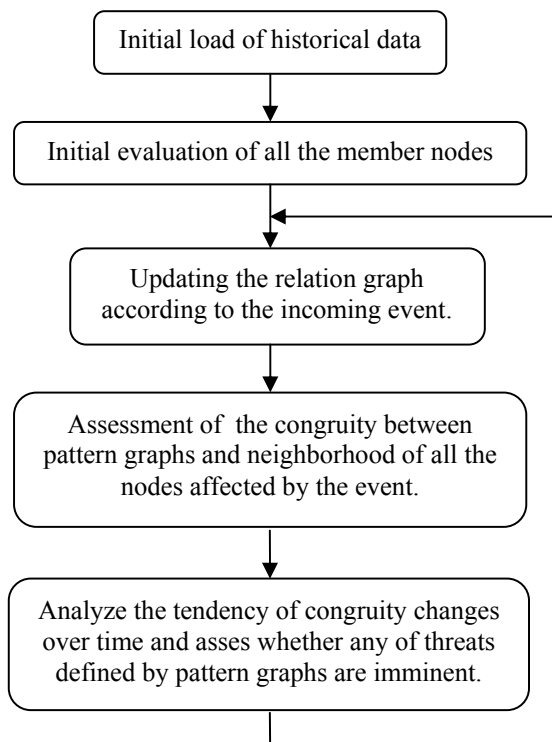 Initial load of historical data
Initial evaluation of all the member nodes
Updating the relation graph
according to the incoming event.
Assessment of the congruity between
pattern graphs and neighborhood of all the
nodes affected by the event.
Analyze the tendency of congruity changes
over time and asses whether any of threats
defined by pattern graphs are imminent.